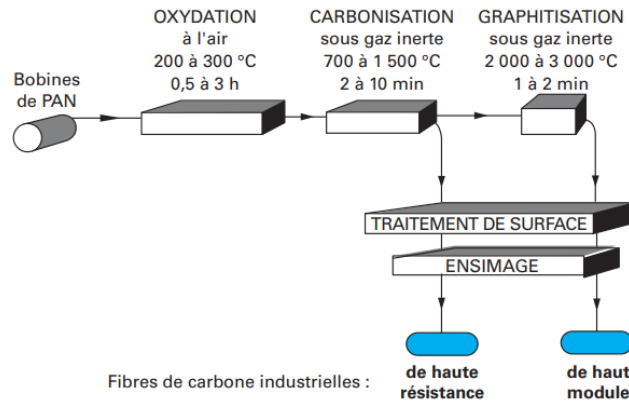 OXYDATION
à l'air
200 à 300 °C
0,5 à 3 h
CARBONISATION
sous gaz inerte
700 à 1 500 °C
2 à 10 min
GRAPHITISATION
sous gaz inerte
2 000 à 3 000 °C
1 à 2 min
Bobines
de PAN
TRAITEMENT DE SURFACE
ENSIMAGE
Fibres de carbone industrielles :
de haute
résistance
de haut
module